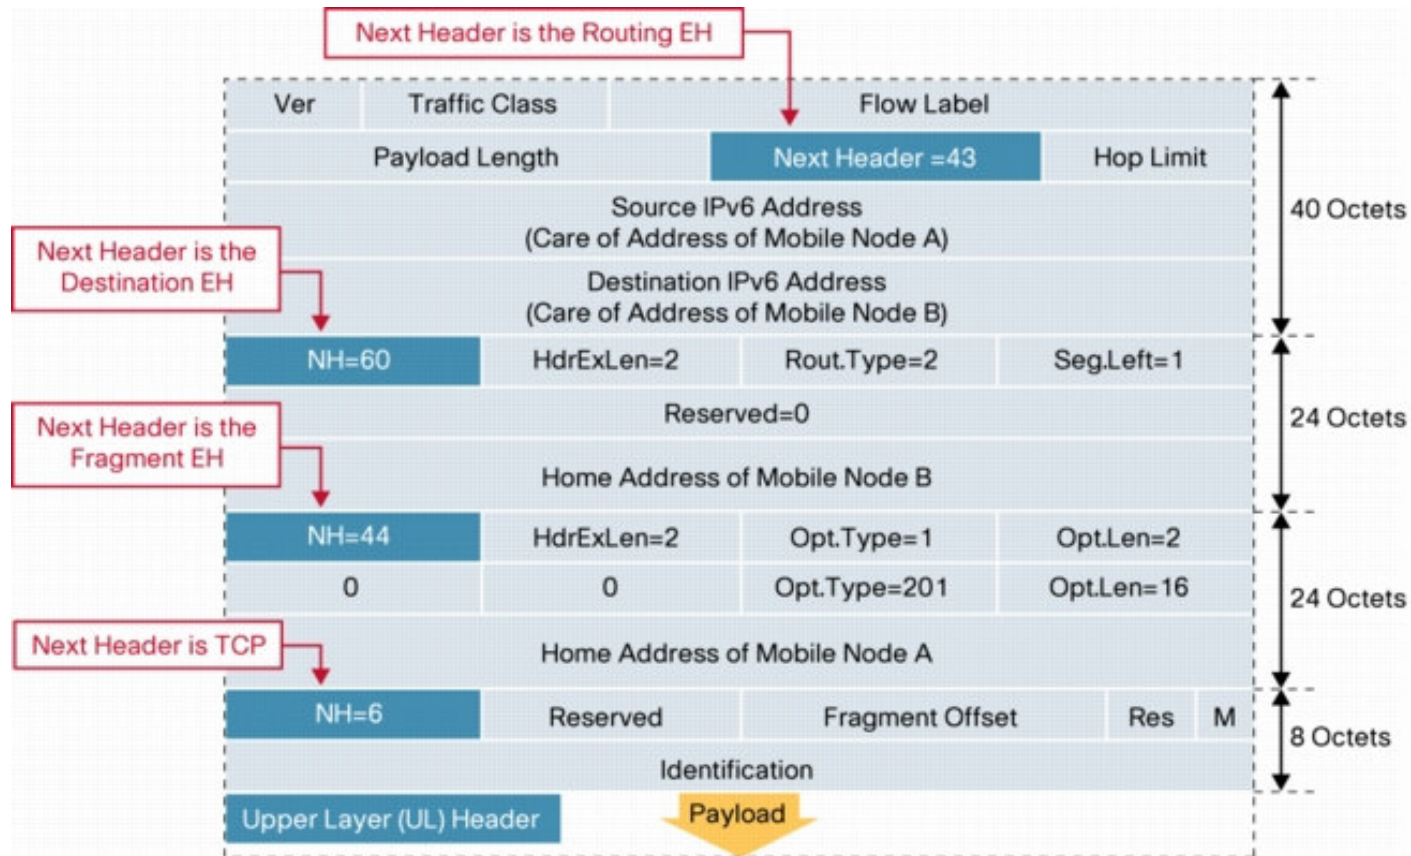 Next Header is the Routing EH
Ver Traffic Class Flow Label
Payload Length Next Header =43 Hop Limit
40 Octets
Source IPv6 Address
(Care of Address of Mobile Node A)
Next Header is the
Destination EH
Destination IPv6 Address
(Care of Address of Mobile Node B)
NH=60 HdrExLen=2 Rout.Type=2 Seg.Left=1
24 Octets
Reserved=0
Next Header is the
Fragment EH
Home Address of Mobile Node B
NH=44 HdrExLen=2 Opt.Type=1 Opt.Len=2
0 0 Opt.Type=201 Opt.Len=16
24 Octets
Next Header is TCP
Home Address of Mobile Node A
NH=6 Reserved Fragment Offset Res M
8 Octets
Identification
Upper Layer (UL) Header Payload